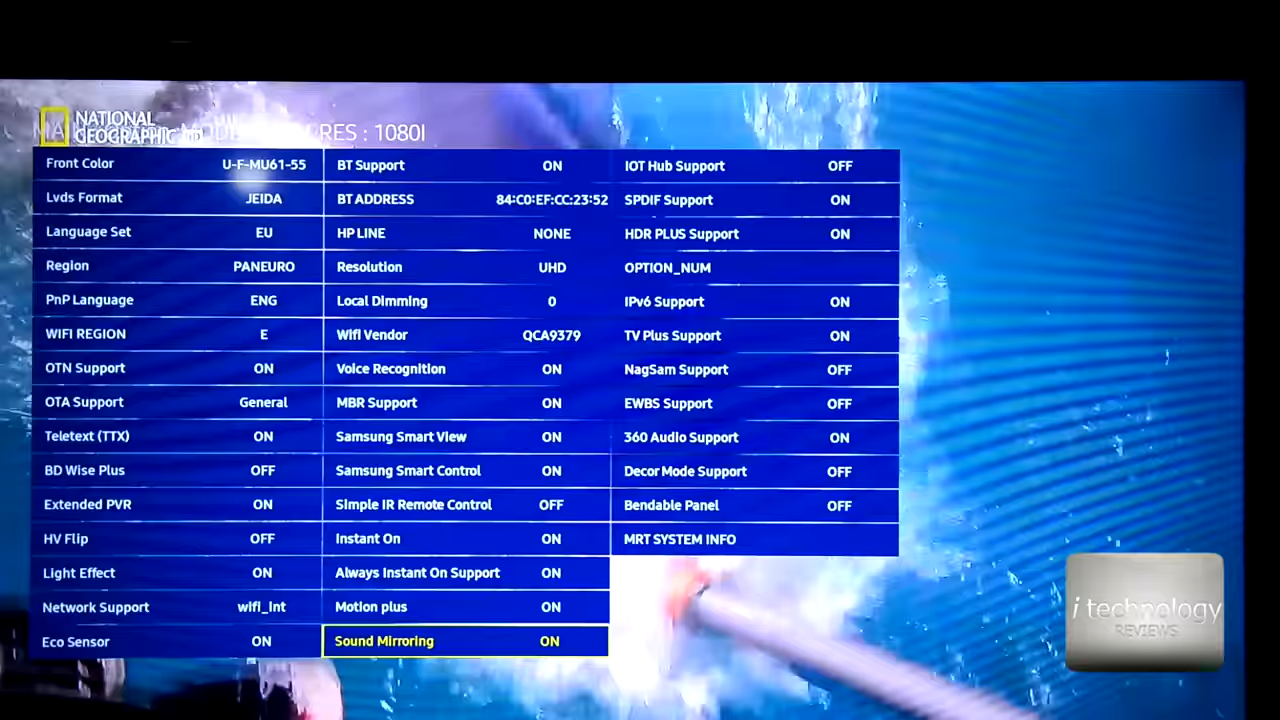 NATIONAL
GEOGRAPHIC
RES : 1080I
Front Color U-F-MU61-55
Lvds Format JEIDA
Language Set EU
Region PANEURO
PnP Language ENG
WIFI REGION E
OTN Support ON
OTA Support General
Teletext (TTX) ON
BD Wise Plus OFF
Extended PVR ON
HV Flip OFF
Light Effect ON
Network Support wifi_int
Eco Sensor ON
BT Support ON
BT ADDRESS 84:C0:EF:CC:23:52
HP LINE NONE
Resolution UHD
Local Dimming 0
Wifi Vendor QCA9379
Voice Recognition ON
MBR Support ON
Samsung Smart View ON
Samsung Smart Control ON
Simple IR Remote Control OFF
Instant On ON
Always Instant On Support ON
Motion plus ON
Sound Mirroring ON
IOT Hub Support OFF
SPDIF Support ON
HDR PLUS Support ON
OPTION_NUM
IPv6 Support ON
TV Plus Support ON
NagSam Support OFF
EWBS Support OFF
360 Audio Support ON
Decor Mode Support OFF
Bendable Panel OFF
MRT SYSTEM INFO
i technology
REVIEWS